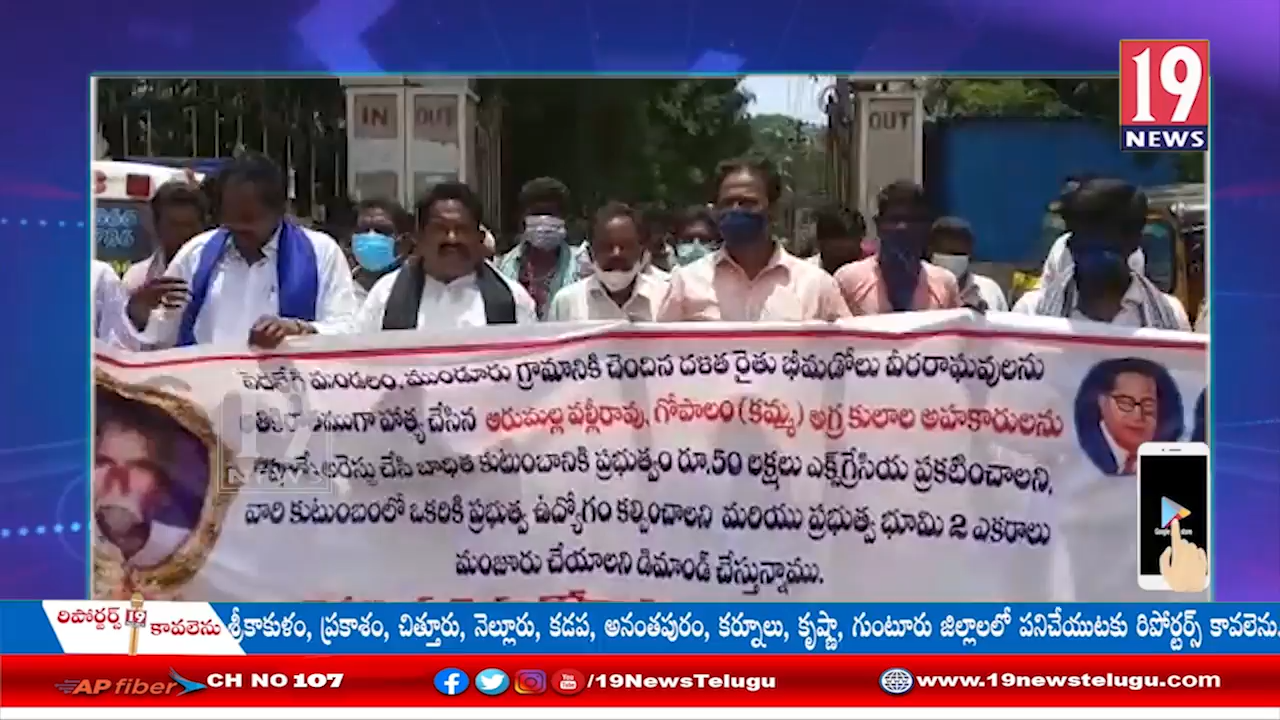 19
NEWS
IN OUT
OUT
786
మండలం, ముండూరు గ్రామానికి చెందిన దళిత రైతు భీమడోలు వీరరాఘవులను
హత్య చేసిన అరుమల్ల వల్లీరావు, గోపాలం (కమ్మ) అగ్ర కులాల అహకారులను
అరెస్టు చేసి బాధిత కుటుంబానికి ప్రభుత్వం రూ.50 లక్షలు ఎక్స్‌గ్రేసియ ప్రకటించాలని,
వారి కుటుంబంలో ఒకరికి ప్రభుత్వ ఉద్యోగం కల్పించాలని మరియు ప్రభుత్వ భూమి 2 ఎకరాలు
మంజూరు చేయాలని డిమాండ్ చేస్తున్నాము.
రిపోర్టర్స్ 19 కావలెను
శ్రీకాకుళం, ప్రకాశం, చిత్తూరు, నెల్లూరు, కడప, అనంతపురం, కర్నూలు, కృష్ణా, గుంటూరు జిల్లాలలో పనిచేయుటకు రిపోర్టర్స్ కావలెను.
AP fiber CH NO 107
/19NewsTelugu
www.19newstelugu.com